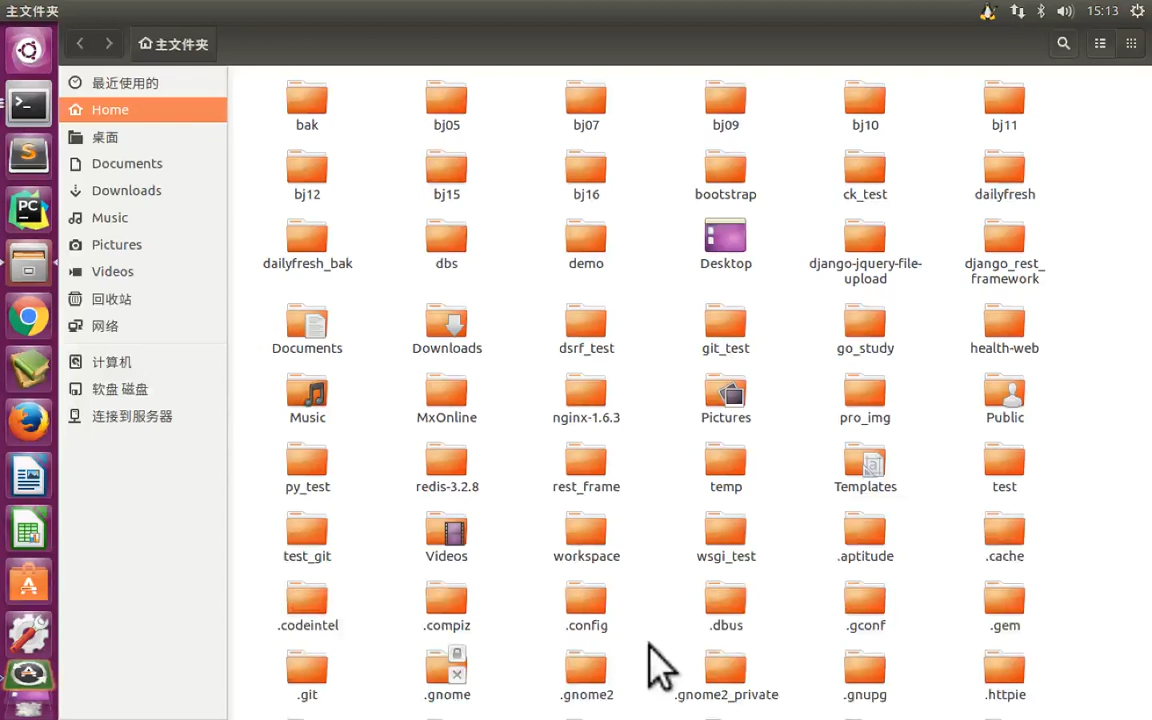 主文件夹
15:13
主文件夹
最近使用的
Home
桌面
Documents
Downloads
Music
Pictures
Videos
回收站
网络
计算机
软盘 磁盘
连接到服务器
bak bj05 bj07 bj09 bj10 bj11
bj12 bj15 bj16 bootstrap ck_test dailyfresh
dailyfresh_bak dbs demo Desktop django-jquery-file-upload django_rest_framework
Documents Downloads dsrf_test git_test go_study health-web
Music MxOnline nginx-1.6.3 Pictures pro_img Public
py_test redis-3.2.8 rest_frame temp Templates test
test_git Videos workspace wsgi_test .aptitude .cache
.codeintel .compiz .config .dbus .gconf .gem
.git .gnome .gnome2 .gnome2_private .gnupg .httpie
PC
S